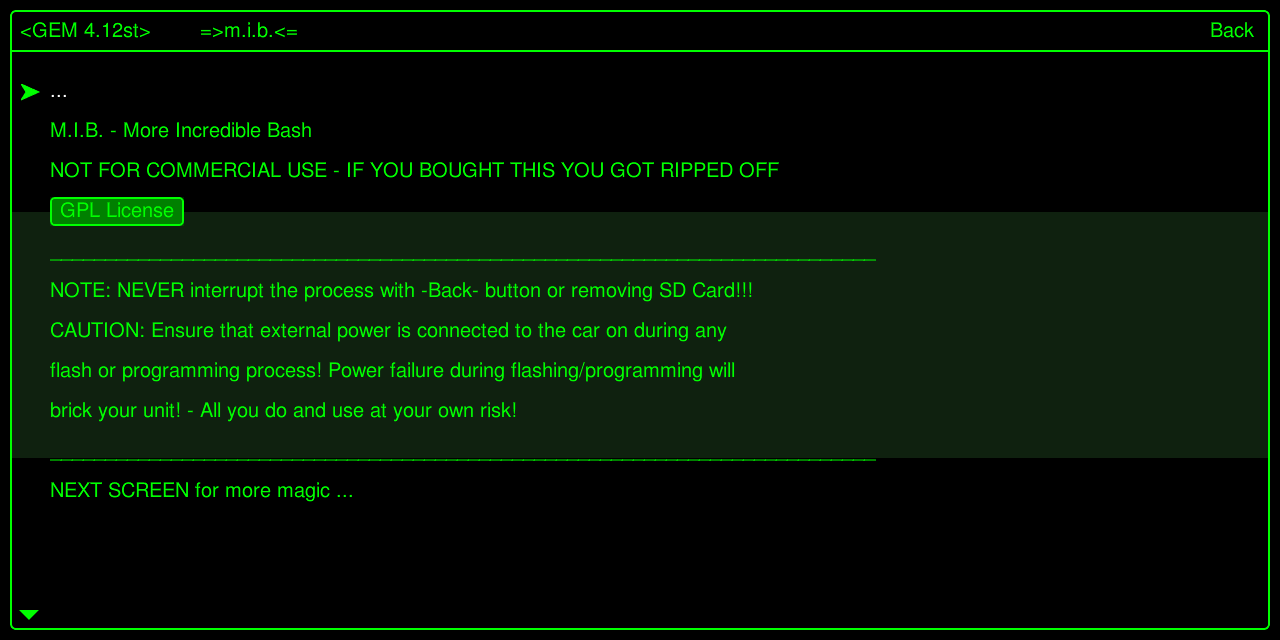 <GEM 4.12st> =>m.i.b.<= Back
...
M.I.B. - More Incredible Bash
NOT FOR COMMERCIAL USE - IF YOU BOUGHT THIS YOU GOT RIPPED OFF
GPL License
NOTE: NEVER interrupt the process with -Back- button or removing SD Card!!!
CAUTION: Ensure that external power is connected to the car on during any
flash or programming process! Power failure during flashing/programming will
brick your unit! - All you do and use at your own risk!
NEXT SCREEN for more magic ...